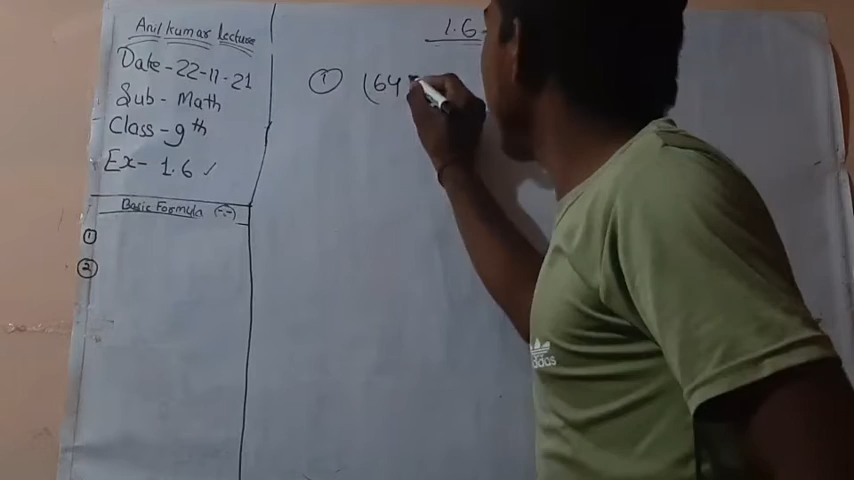 Anil kumar Lecture
Date - 22-11-21
Sub - Math
Class - 9th
Ex - 1.6 ✓
Basic Formula (-.-)
①
②
1.6
① (64
adidas